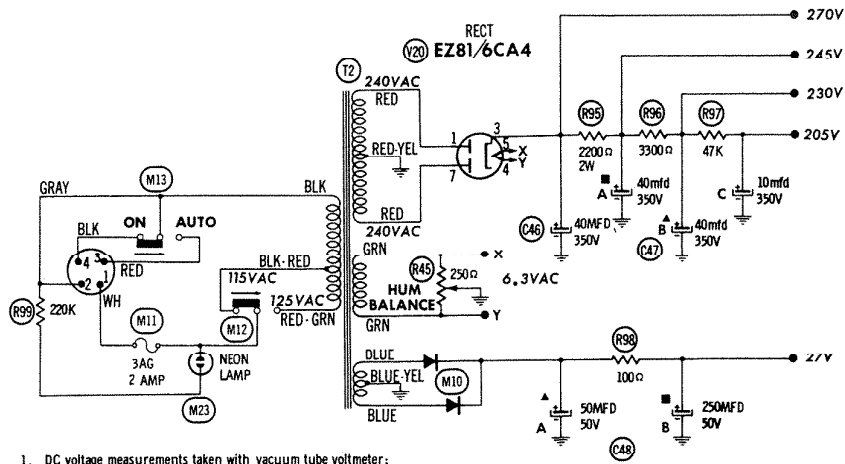 270V
RECT
V20 EZ81/6CA4
245V
T2
240VAC
RED
230V
R95
R96
R97
3
1
5
X
205V
RED-YEL
Y
4
7
2200Ω
2W
3300Ω
47K
M13
GRAY
BLK
40mfd
350V
10mfd
350V
A
C
ON
AUTO
RED
240VAC
BLK
C46
40MFD
350V
B
40mfd
350V
C47
4
3
RED
GRN
X
BLK-RED
R45
250Ω
6.3VAC
2
1
115VAC
R99
220K
WH
125VAC
HUM
BALANCE
M11
M12
RED-GRN
GRN
Y
R98
3AG
2 AMP
NEON
LAMP
BLUE
27V
BLUE-YEL
M10
100Ω
M23
BLUE
50MFD
50V
250MFD
50V
A
B
C48
1. DC voltage measurements taken with vacuum tube voltmeter;